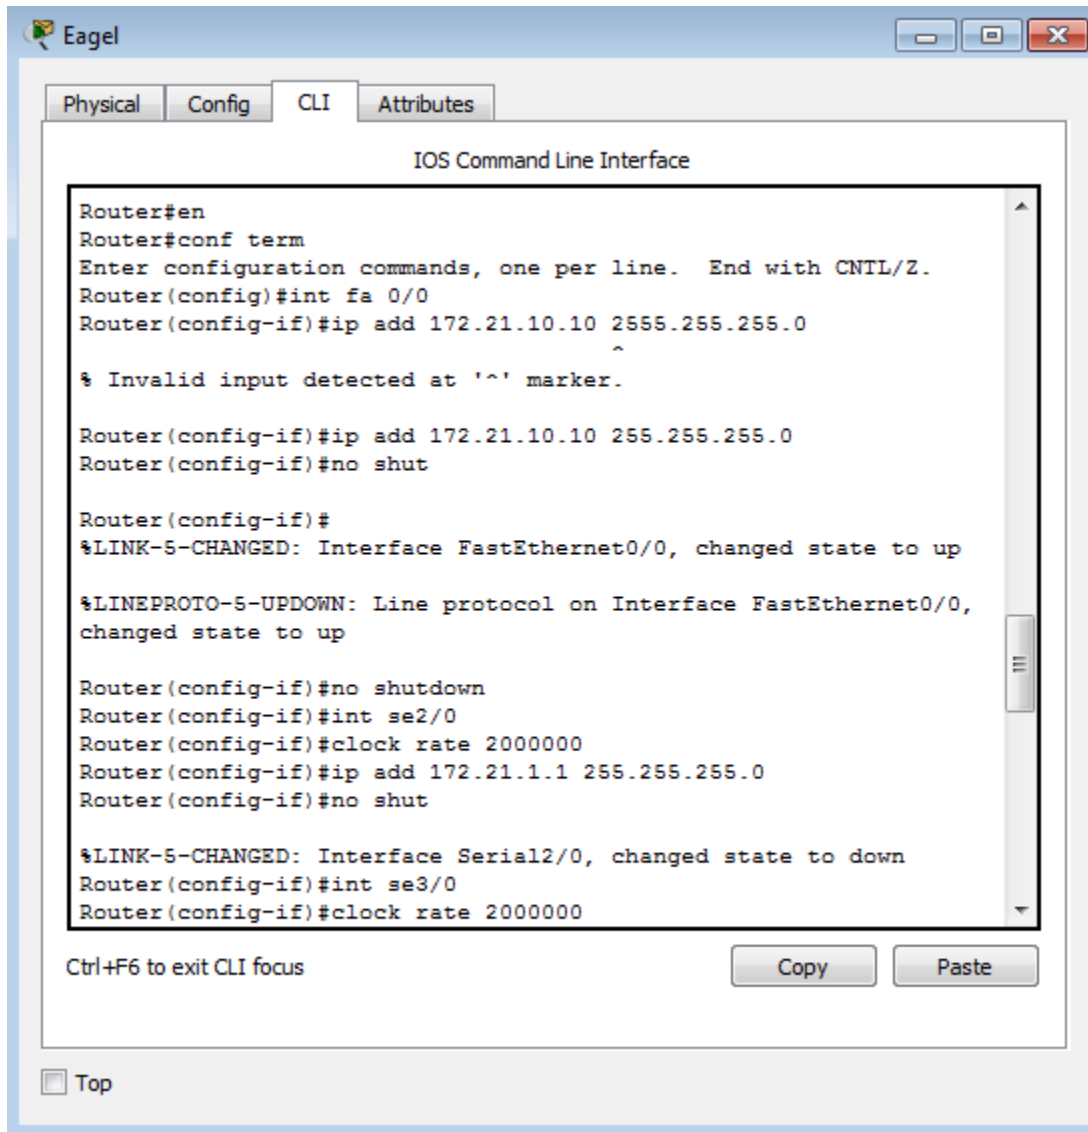 Eagel
Physical Config CLI Attributes
IOS Command Line Interface
Router#en
Router#conf term
Enter configuration commands, one per line.  End with CNTL/Z.
Router(config)#int fa 0/0
Router(config-if)#ip add 172.21.10.10 2555.255.255.0
^
% Invalid input detected at '^' marker.
Router(config-if)#ip add 172.21.10.10 255.255.255.0
Router(config-if)#no shut
Router(config-if)#
%LINK-5-CHANGED: Interface FastEthernet0/0, changed state to up
%LINEPROTO-5-UPDOWN: Line protocol on Interface FastEthernet0/0,
changed state to up
Router(config-if)#no shutdown
Router(config-if)#int se2/0
Router(config-if)#clock rate 2000000
Router(config-if)#ip add 172.21.1.1 255.255.255.0
Router(config-if)#no shut
%LINK-5-CHANGED: Interface Serial2/0, changed state to down
Router(config-if)#int se3/0
Router(config-if)#clock rate 2000000
Ctrl+F6 to exit CLI focus Copy Paste
Top